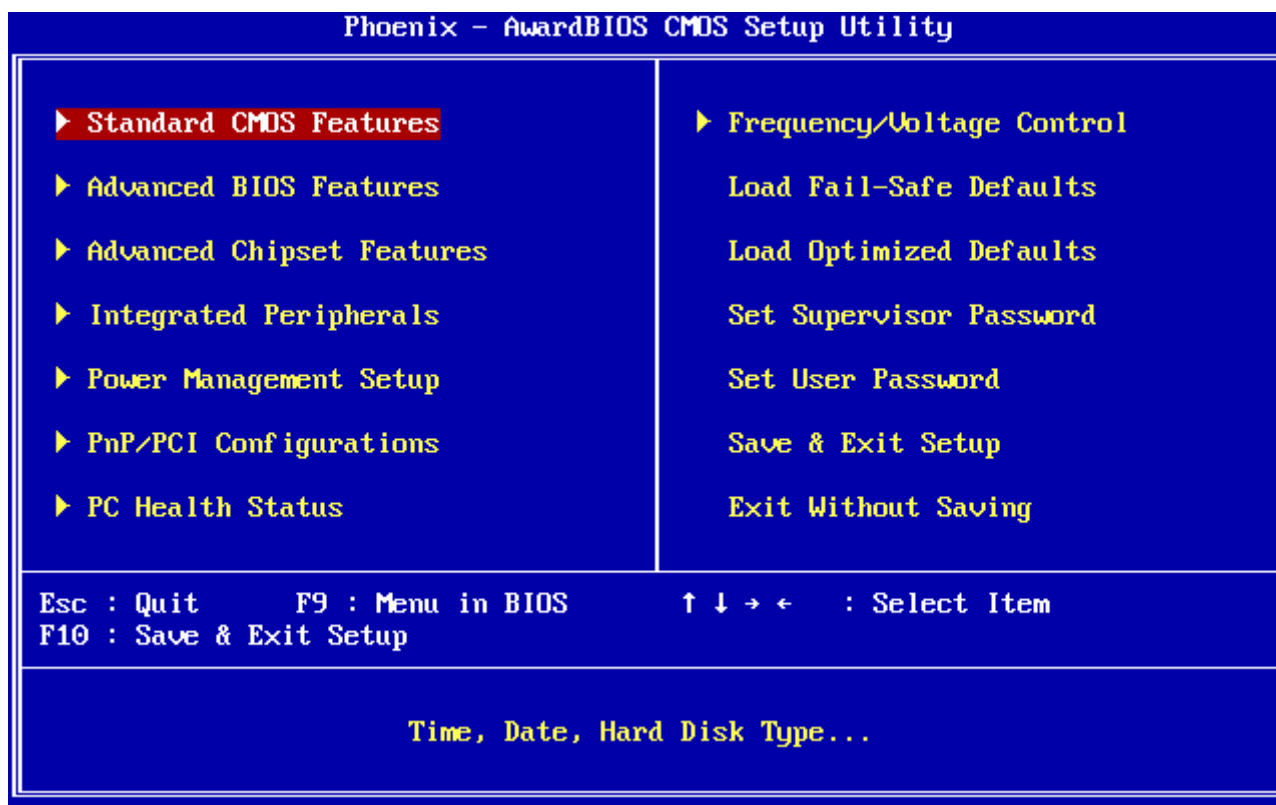 Phoenix - AwardBIOS CMOS Setup Utility
Standard CMOS Features
Advanced BIOS Features
Advanced Chipset Features
Integrated Peripherals
Power Management Setup
PnP/PCI Configurations
PC Health Status
Frequency/Voltage Control
Load Fail-Safe Defaults
Load Optimized Defaults
Set Supervisor Password
Set User Password
Save & Exit Setup
Exit Without Saving
Esc : Quit F9 : Menu in BIOS ↑ ↓ → ← : Select Item
F10 : Save & Exit Setup
Time, Date, Hard Disk Type...